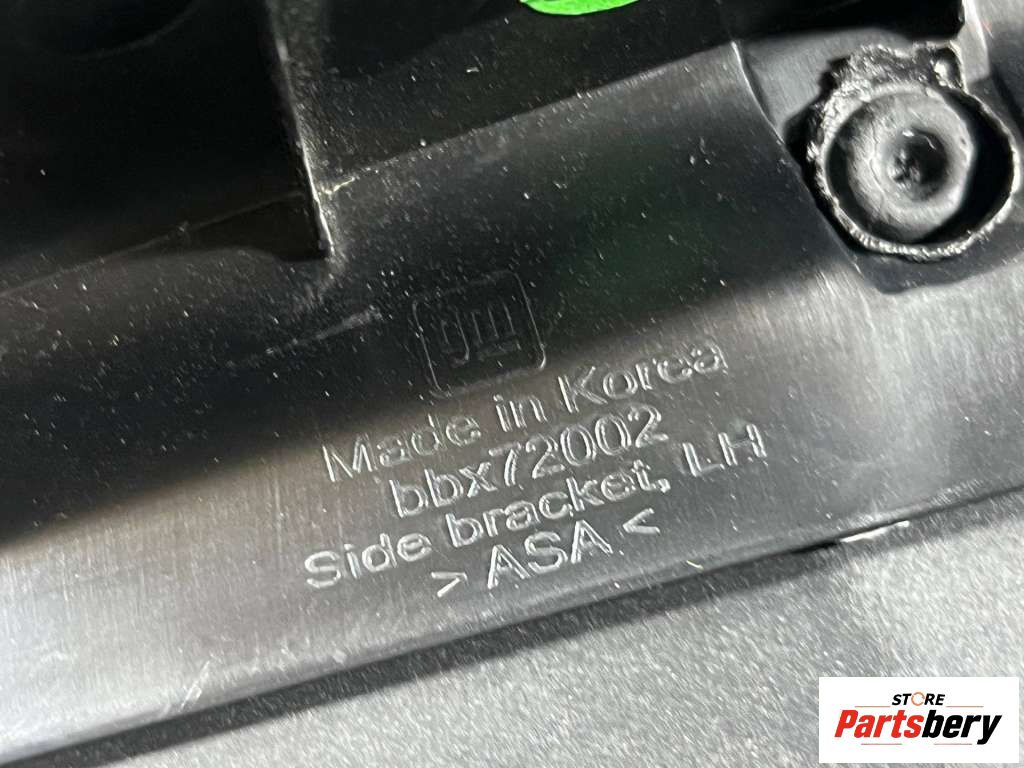 gm
Made in Korea
bbx72002
Side bracket, LH
> ASA <
STORE
Partsbery